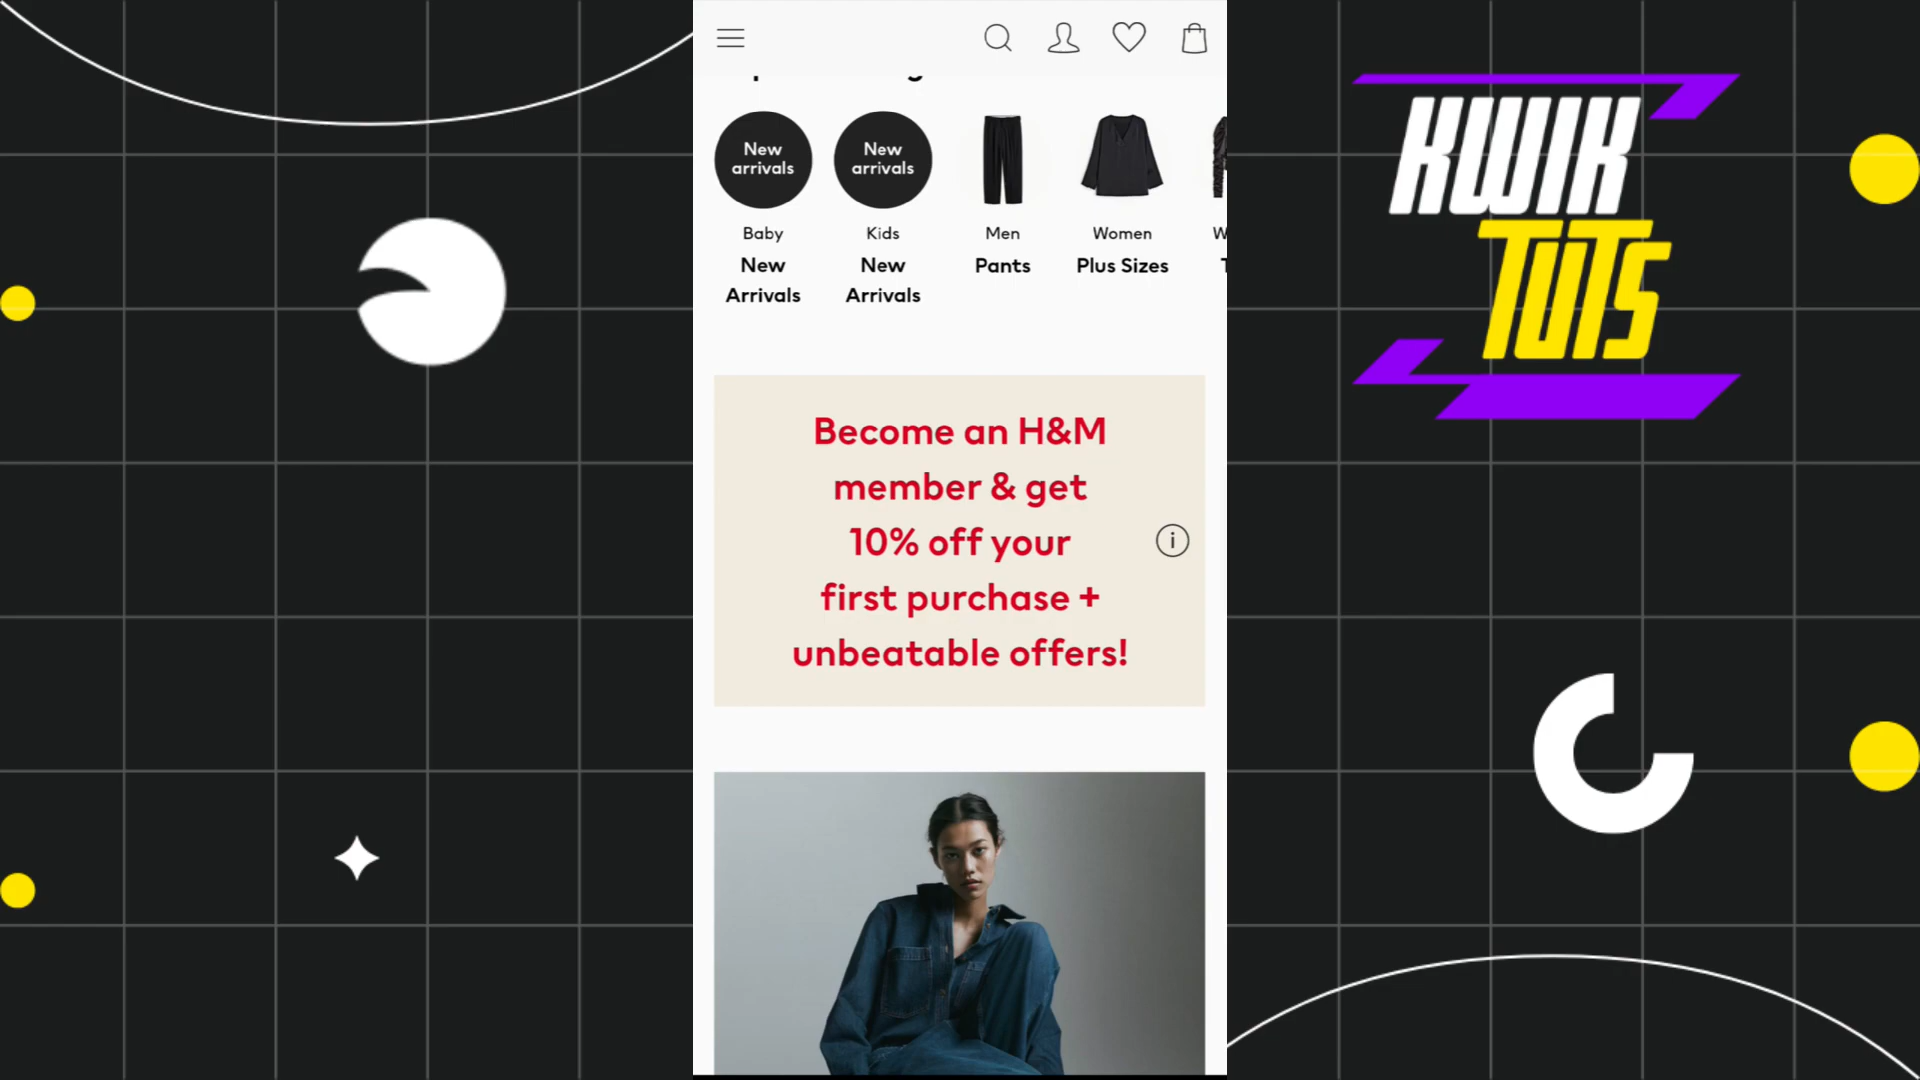 New
arrivals
New
arrivals
Baby
Kids
Men
Women
W
New
Arrivals
New
Arrivals
Pants
Plus Sizes
T
Become an H&M
member & get
10% off your
first purchase +
unbeatable offers!
KWIK
TUTS